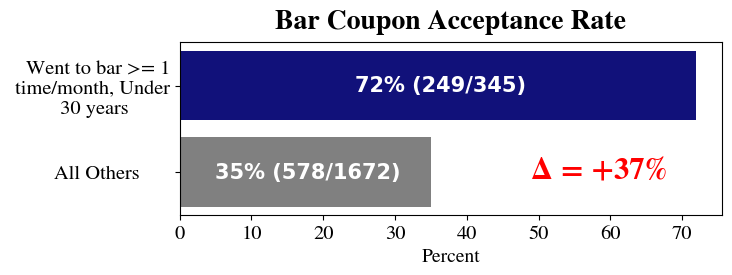 Bar Coupon Acceptance Rate
Went to bar >= 1
time/month, Under
30 years
72% (249/345)
All Others
35% (578/1672)
Δ = +37%
0 10 20 30 40 50 60 70
Percent